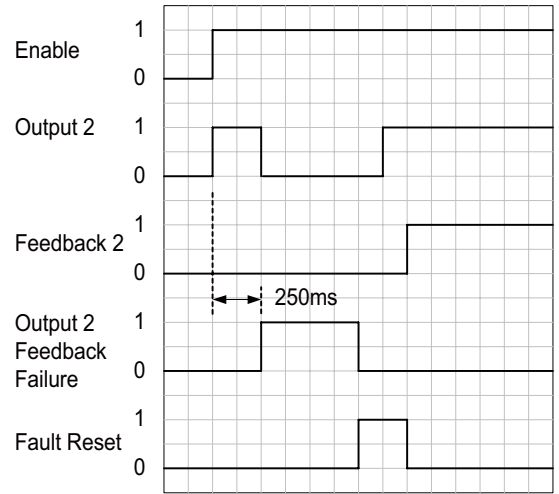 Enable
1
0
Output 2
1
0
Feedback 2
1
0
250ms
Output 2
Feedback
Failure
1
0
Fault Reset
1
0